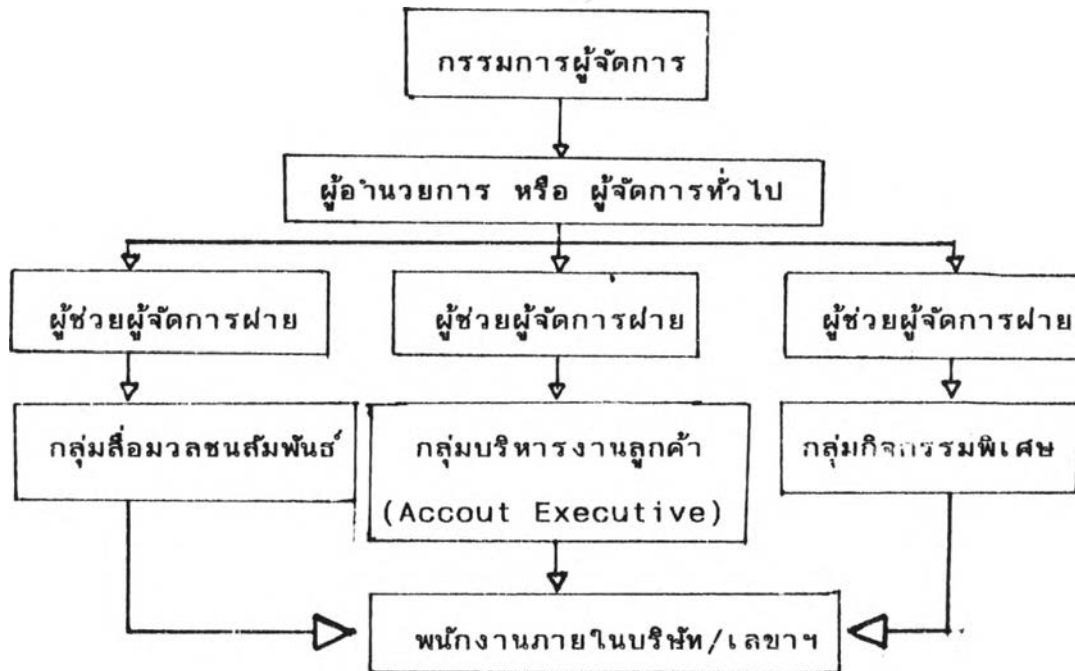 กรรมการผู้จัดการ
ผู้อำนวยการ หรือ ผู้จัดการทั่วไป
ผู้ช่วยผู้จัดการฝ่าย
ผู้ช่วยผู้จัดการฝ่าย
ผู้ช่วยผู้จัดการฝ่าย
กลุ่มสื่อมวลชนสัมพันธ์
กลุ่มบริหารงานลูกค้า
(Accout Executive)
กลุ่มกิจกรรมพิเศษ
พนักงานภายในบริษัท/เลขาฯ